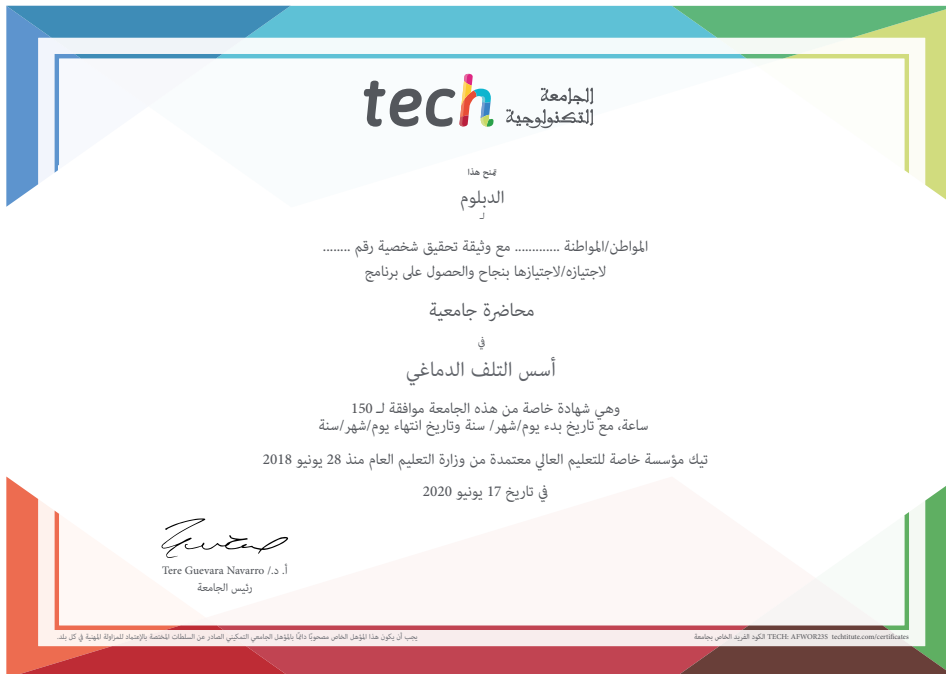 tech الجامعة
التكنولوجية
يمنح هذا
الدبلوم
لـ
المواطن/المواطنة ............ مع وثيقة تحقيق شخصية رقم ........
لاجتيازه/لاجتيازها بنجاح والحصول على برنامج
محاضرة جامعية
في
أسس التلف الدماغي
وهي شهادة خاصة من هذه الجامعة موافقة لـ 150
ساعة، مع تاريخ بدء يوم/شهر/ سنة وتاريخ انتهاء يوم/شهر/سنة
تيك مؤسسة خاصة للتعليم العالي معتمدة من وزارة التعليم العام منذ 28 يونيو 2018
في تاريخ 17 يونيو 2020
أ. د./ Tere Guevara Navarro
رئيس الجامعة
يجب أن يكون هذا المؤهل الخاص مصحوبًا دائمًا بالمؤهل الجامعي التمكيني الصادر عن السلطات المختصة بالإعتماد للمزاولة المهنية في كل بلد.
الكود الفريد الخاص بجامعة TECH: AFWOR23S techtitute.com/certificates